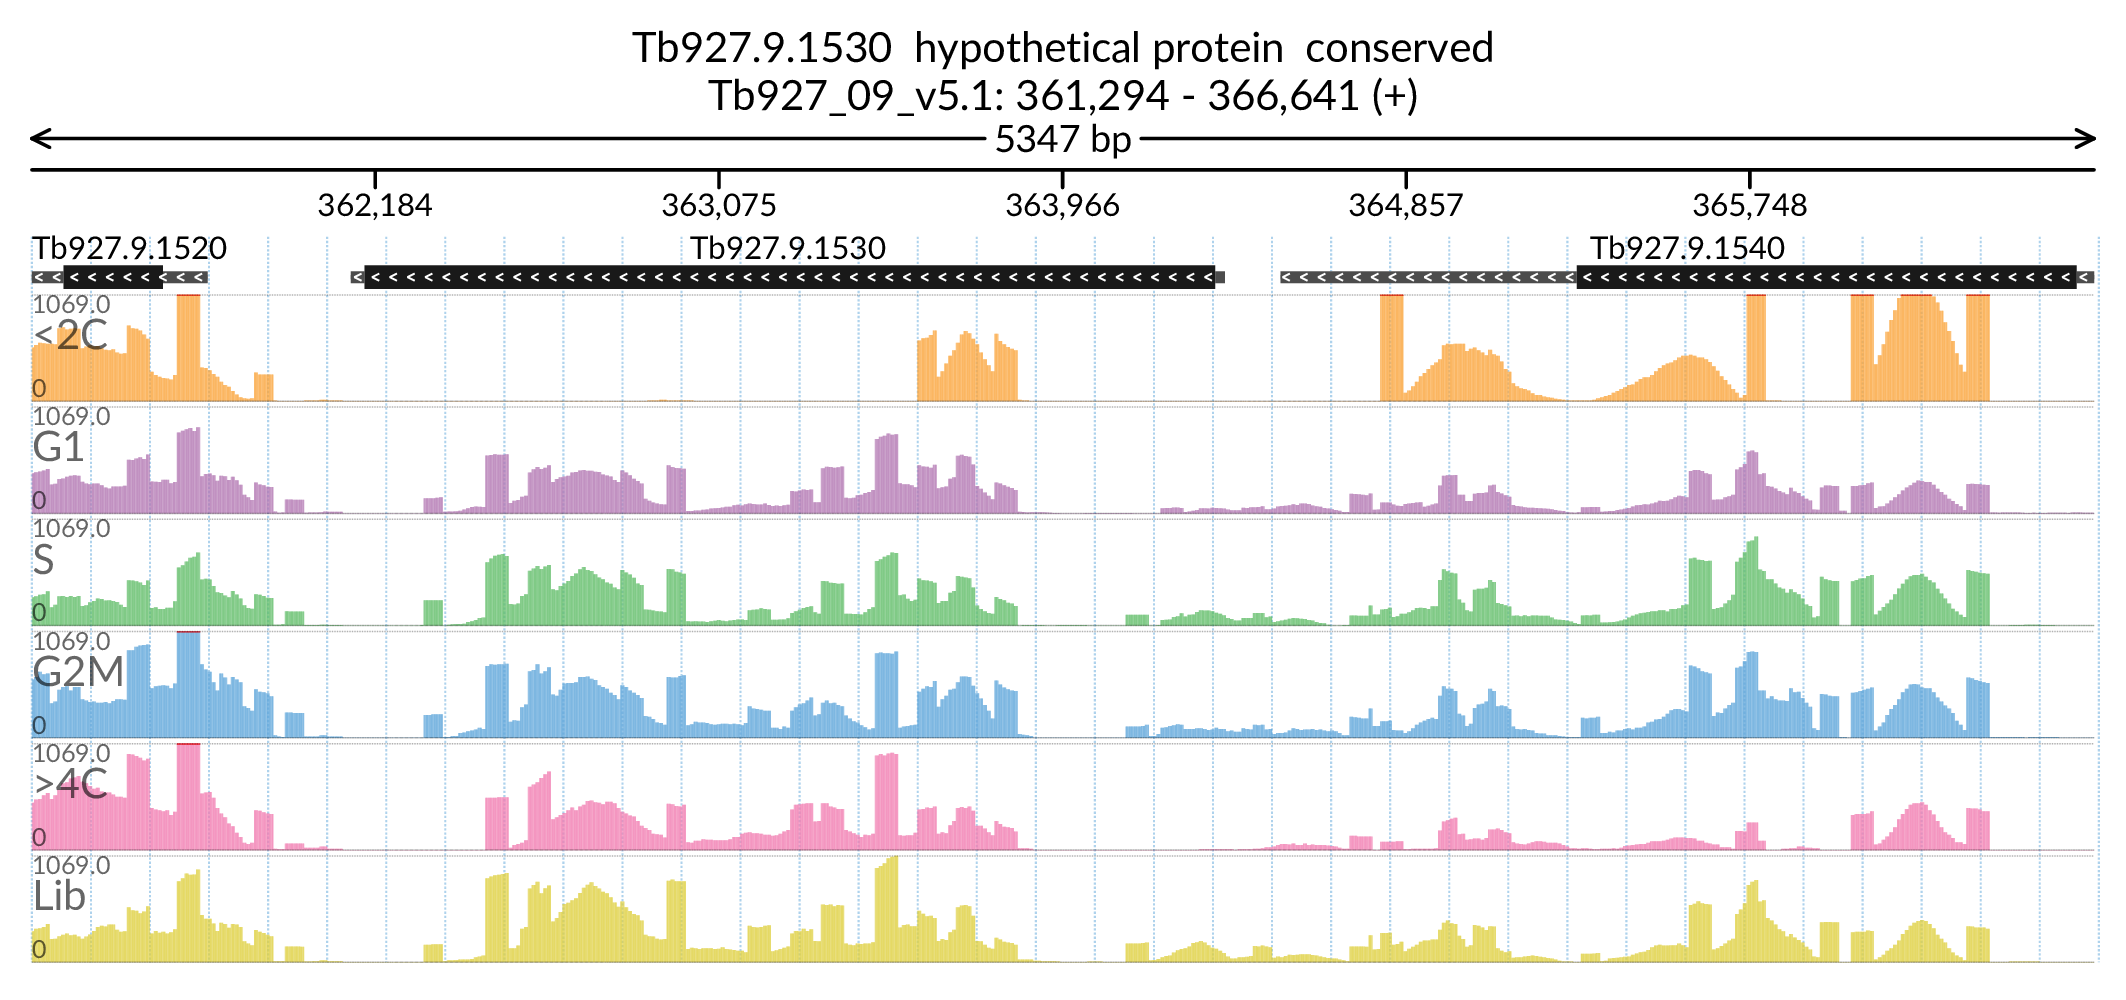 Tb927.9.1530  hypothetical protein  conserved
Tb927_09_v5.1: 361,294 - 366,641 (+)
5347 bp
362,184 363,075 363,966 364,857 365,748
Tb927.9.1520 Tb927.9.1530 Tb927.9.1540
1069.0
<2C
0
1069.0
G1
0
1069.0
S
0
1069.0
G2M
0
1069.0
>4C
0
1069.0
Lib
0